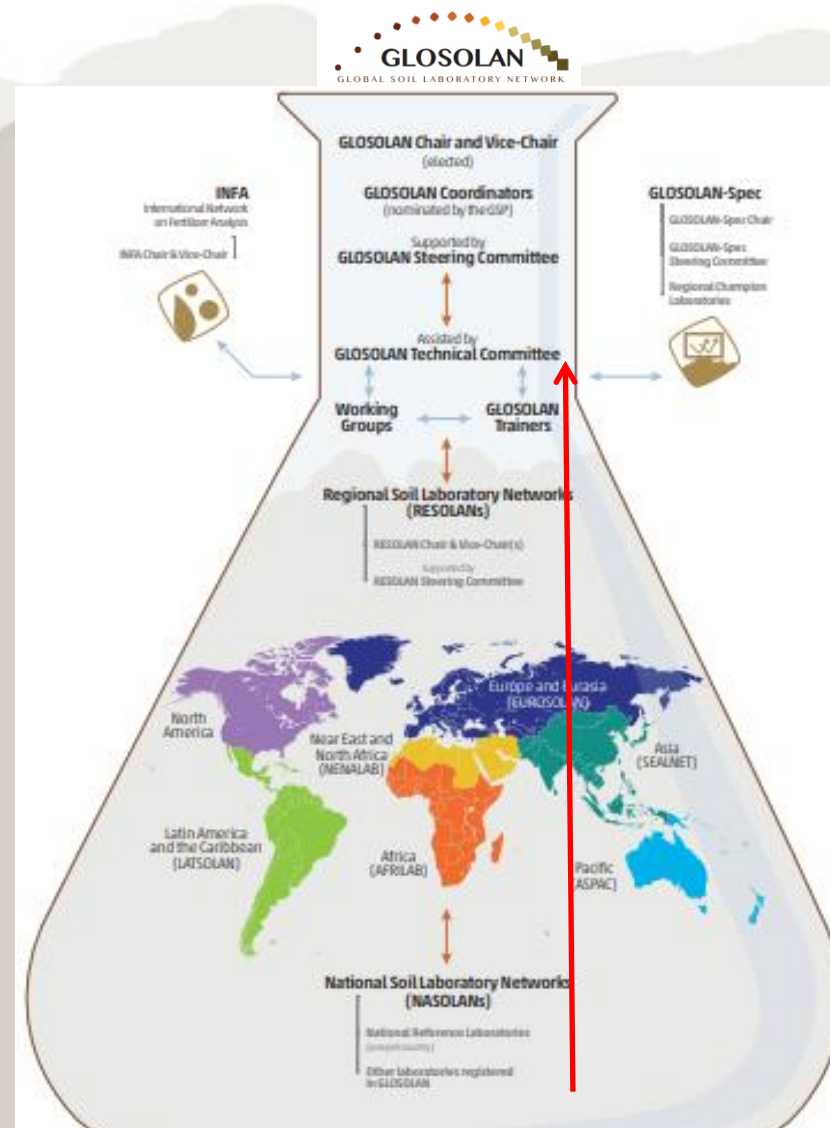 GLOSOLAN
GLOBAL SOIL LABORATORY NETWORK
GLOSOLAN Chair and Vice-Chair
(elected)
GLOSOLAN Coordinators
(nominated by the GSP)
Supported by
GLOSOLAN Steering Committee
INFA
International Network
on Fertilizer Analysis
INFA Chair & Vice-Chair
GLOSOLAN-Spec
GLOSOLAN-Spec Chair
GLOSOLAN-Spec
Steering Committee
Regional Champion
Laboratories
Assisted by
GLOSOLAN Technical Committee
Working
Groups
GLOSOLAN
Trainers
Regional Soil Laboratory Networks
(RESOLANs)
RESOLAN Chair & Vice-Chair(s)
supported by
RESOLAN Steering Committee
North
America
Europe and Eurasia
(EUROSOLAN)
Near East and
North Africa
(NENALAB)
Asia
(SEALNET)
Latin America
and the Caribbean
(LATSOLAN)
Africa
(AFRILAB)
Pacific
(ASPAC)
National Soil Laboratory Networks
(NASOLANs)
National Reference Laboratories
Other laboratories registered
in GLOSOLAN